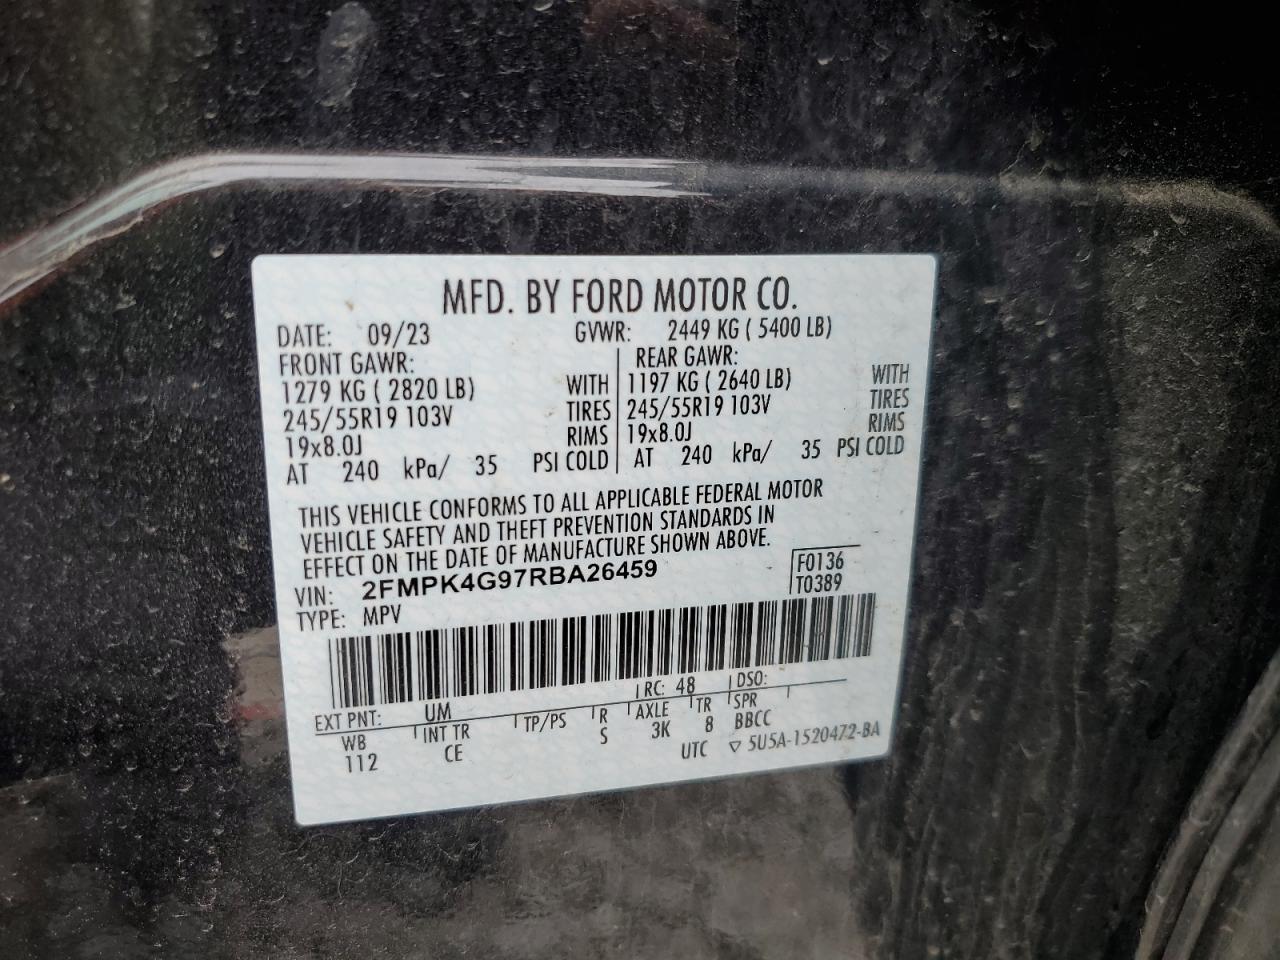 MFD. BY FORD MOTOR CO.
DATE: 09/23 GVWR: 2449 KG ( 5400 LB)
FRONT GAWR: REAR GAWR:
1279 KG ( 2820 LB) WITH 1197 KG ( 2640 LB) WITH
245/55R19 103V TIRES 245/55R19 103V TIRES
19x8.0J RIMS 19x8.0J RIMS
AT 240 kPa/ 35 PSI COLD AT 240 kPa/ 35 PSI COLD
THIS VEHICLE CONFORMS TO ALL APPLICABLE FEDERAL MOTOR
VEHICLE SAFETY AND THEFT PREVENTION STANDARDS IN
EFFECT ON THE DATE OF MANUFACTURE SHOWN ABOVE.
VIN: 2FMPK4G97RBA26459 F0136
TYPE: MPV T0389
EXT PNT: UM RC: 48 DSO:
WB INT TR TP/PS R AXLE TR SPR
112 CE S 3K 8 BBCC
UTC ▽ 5U5A-1520472-BA